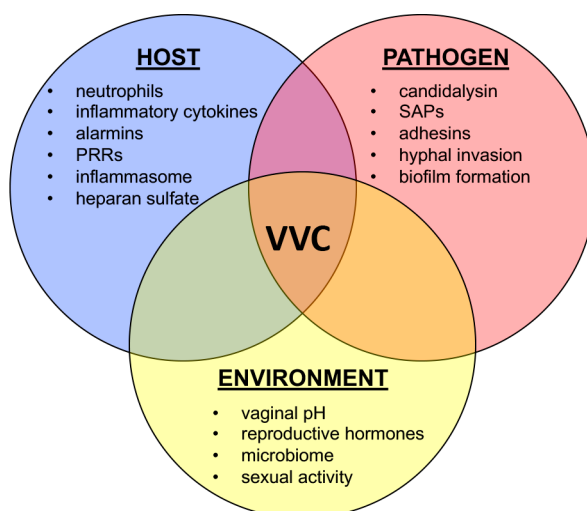 HOST
• neutrophils
• inflammatory cytokines
• alarmins
• PRRs
• inflammasome
• heparan sulfate
PATHOGEN
• candidalysin
• SAPs
• adhesins
• hyphal invasion
• biofilm formation
VVC
ENVIRONMENT
• vaginal pH
• reproductive hormones
• microbiome
• sexual activity